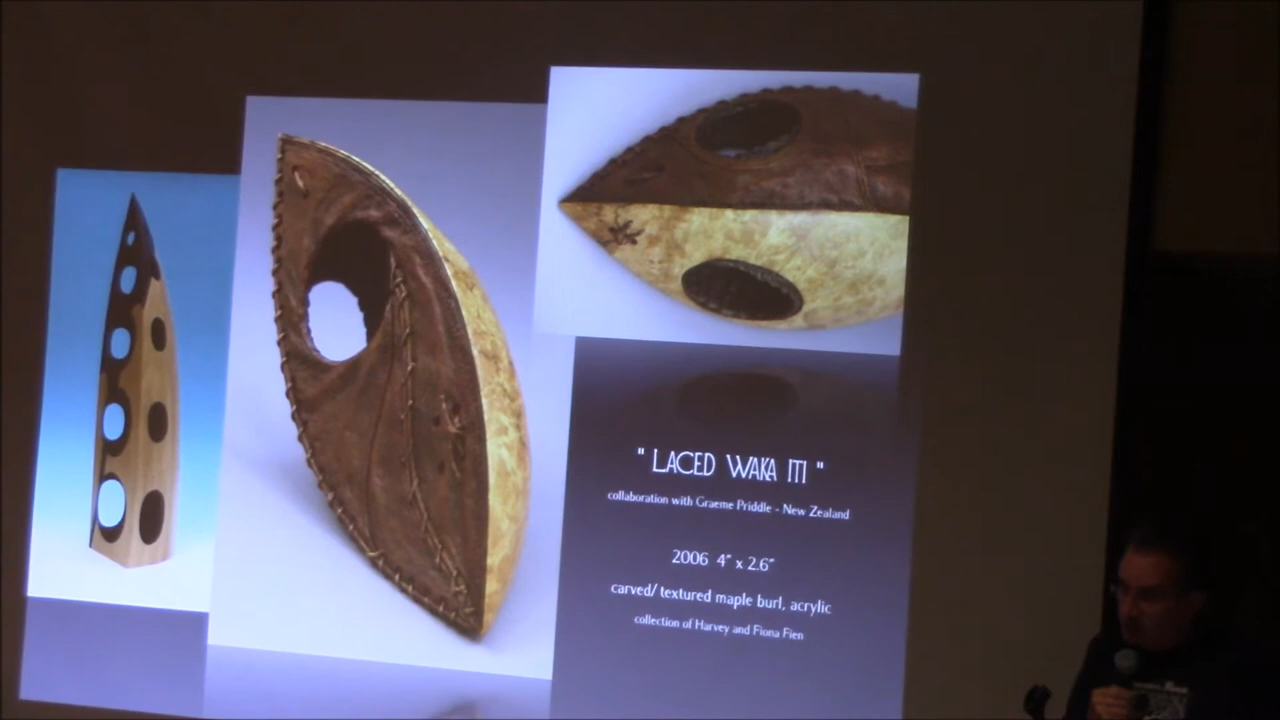 " LACED WAKA ITI "
collaboration with Graeme Priddle - New Zealand
2006 4" x 2.6"
carved/ textured maple burl, acrylic
collection of Harvey and Fiona Fien